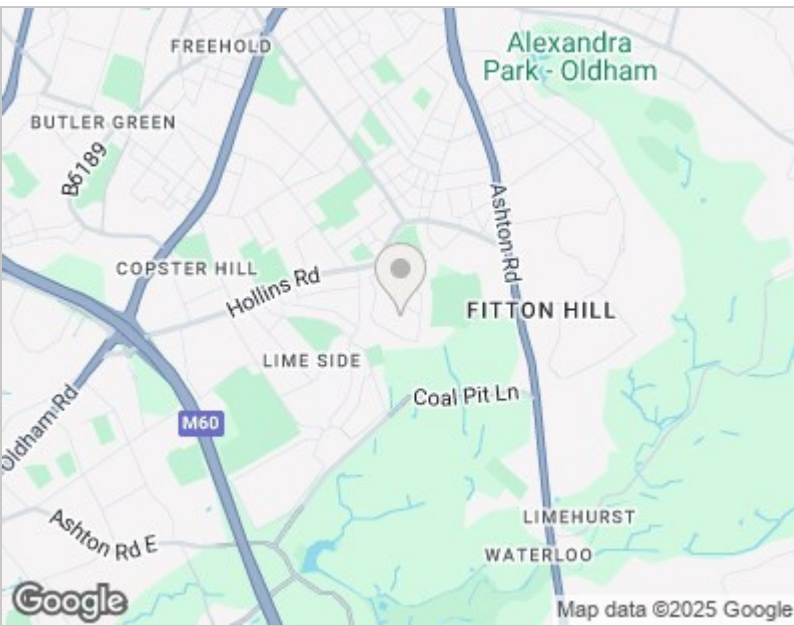 FREEHOLD
Alexandra
Park - Oldham
BUTLER GREEN
B6189
Ashton Rd
COPSTER HILL
Hollins Rd
FITTON HILL
LIME SIDE
Coal Pit Ln
Oldham Rd
M60
Ashton Rd E
LIMEHURST
WATERLOO
Google
Map data ©2025 Google